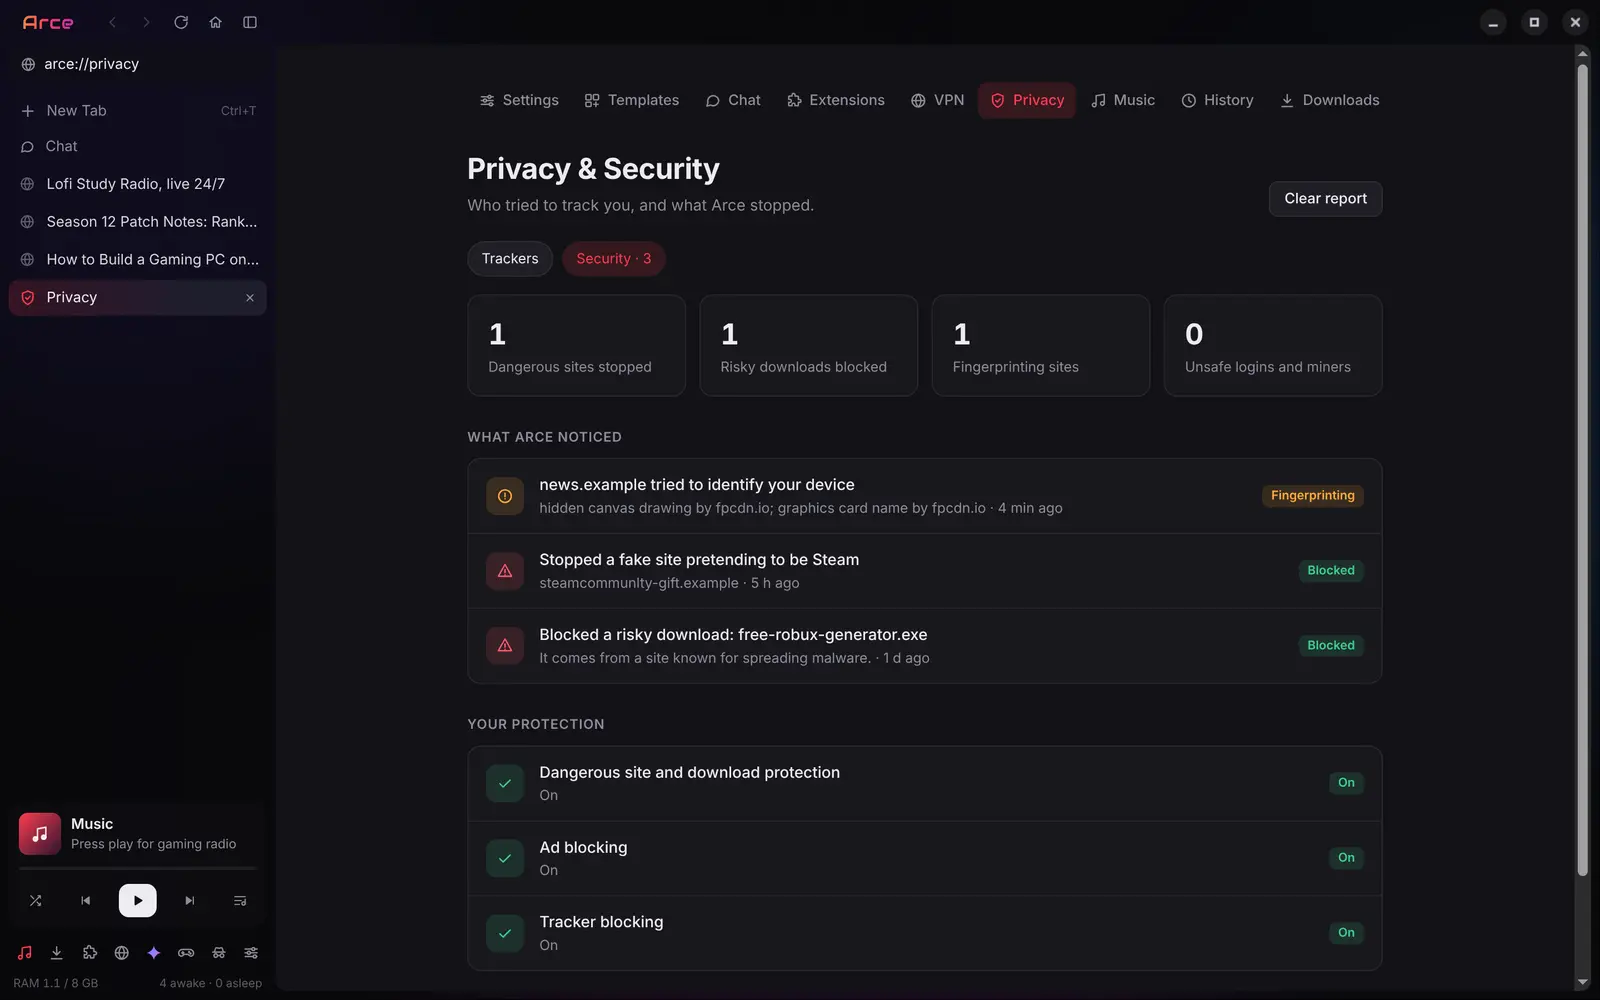 Arce
arce://privacy
New Tab Ctrl+T
Chat
Lofi Study Radio, live 24/7
Season 12 Patch Notes: Rank...
How to Build a Gaming PC on...
Privacy
Music
Press play for gaming radio
RAM 1.1 / 8 GB 4 awake · 0 asleep
Settings Templates Chat Extensions VPN Privacy Music History Downloads
Privacy & Security
Who tried to track you, and what Arce stopped.
Clear report
Trackers Security · 3
1
Dangerous sites stopped
1
Risky downloads blocked
1
Fingerprinting sites
0
Unsafe logins and miners
WHAT ARCE NOTICED
news.example tried to identify your device
hidden canvas drawing by fpcdn.io; graphics card name by fpcdn.io · 4 min ago
Fingerprinting
Stopped a fake site pretending to be Steam
steamcommunlty-gift.example · 5 h ago
Blocked
Blocked a risky download: free-robux-generator.exe
It comes from a site known for spreading malware. · 1 d ago
Blocked
YOUR PROTECTION
Dangerous site and download protection
On
On
Ad blocking
On
On
Tracker blocking
On
On